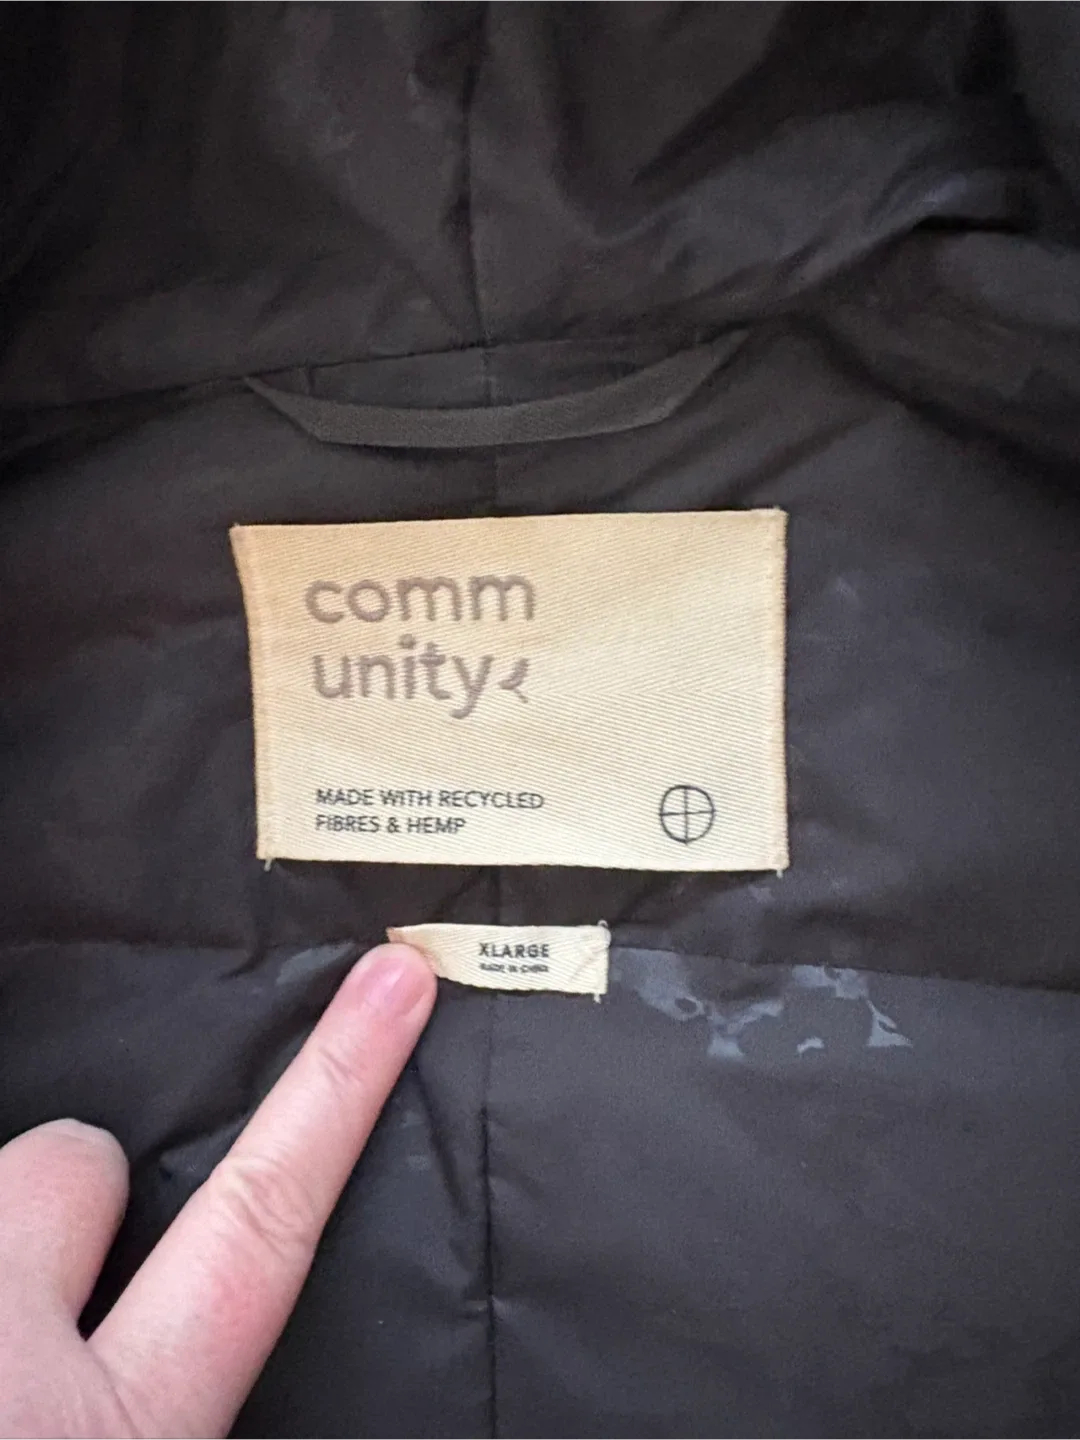 comm
unity
MADE WITH RECYCLED
FIBRES & HEMP
XLARGE
MADE IN CHINA